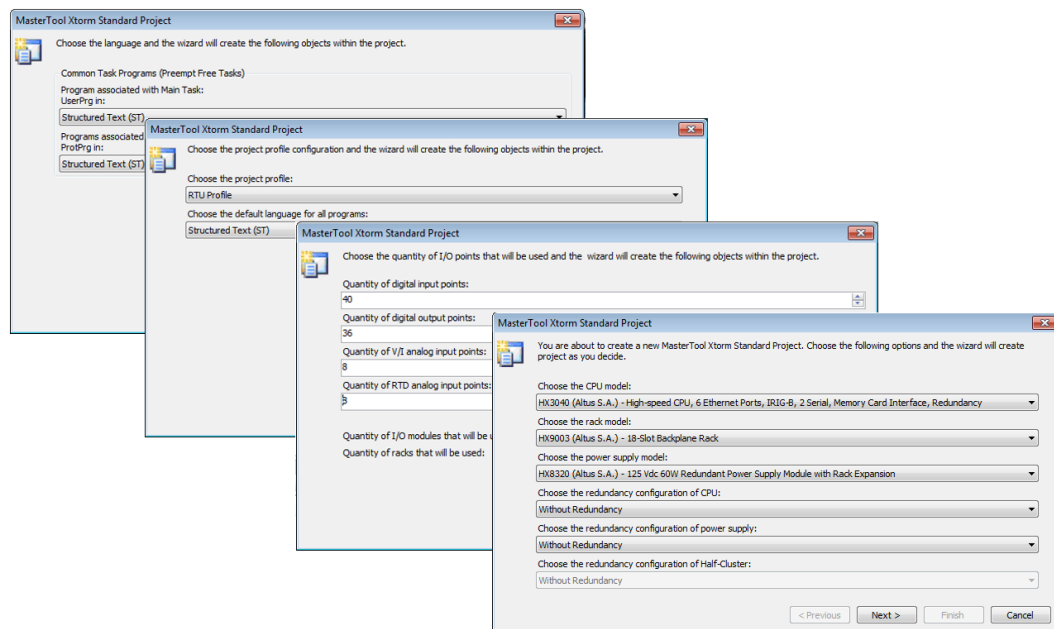 MasterTool Xtorm Standard Project
Choose the language and the wizard will create the following objects within the project.
Common Task Programs (Preempt Free Tasks)
Program associated with Main Task:
UserPrg in:
Structured Text (ST)
Programs associated
ProtPrg in:
Structured Text (ST)
MasterTool Xtorm Standard Project
Choose the project profile configuration and the wizard will create the following objects within the project.
Choose the project profile:
RTU Profile
Choose the default language for all programs:
Structured Text (ST)
MasterTool Xtorm Standard Project
Choose the quantity of I/O points that will be used and the wizard will create the following objects within the project.
Quantity of digital input points:
40
Quantity of digital output points:
36
Quantity of V/I analog input points:
8
Quantity of RTD analog input points:
8
Quantity of I/O modules that will be
Quantity of racks that will be used:
MasterTool Xtorm Standard Project
You are about to create a new MasterTool Xtorm Standard Project. Choose the following options and the wizard will create
project as you decide.
Choose the CPU model:
HX3040 (Altus S.A.) - High-speed CPU, 6 Ethernet Ports, IRIG-B, 2 Serial, Memory Card Interface, Redundancy
Choose the rack model:
HX9003 (Altus S.A.) - 18-Slot Backplane Rack
Choose the power supply model:
HX8320 (Altus S.A.) - 125 Vdc 60W Redundant Power Supply Module with Rack Expansion
Choose the redundancy configuration of CPU:
Without Redundancy
Choose the redundancy configuration of power supply:
Without Redundancy
Choose the redundancy configuration of Half-Cluster:
Without Redundancy
< Previous Next > Finish Cancel